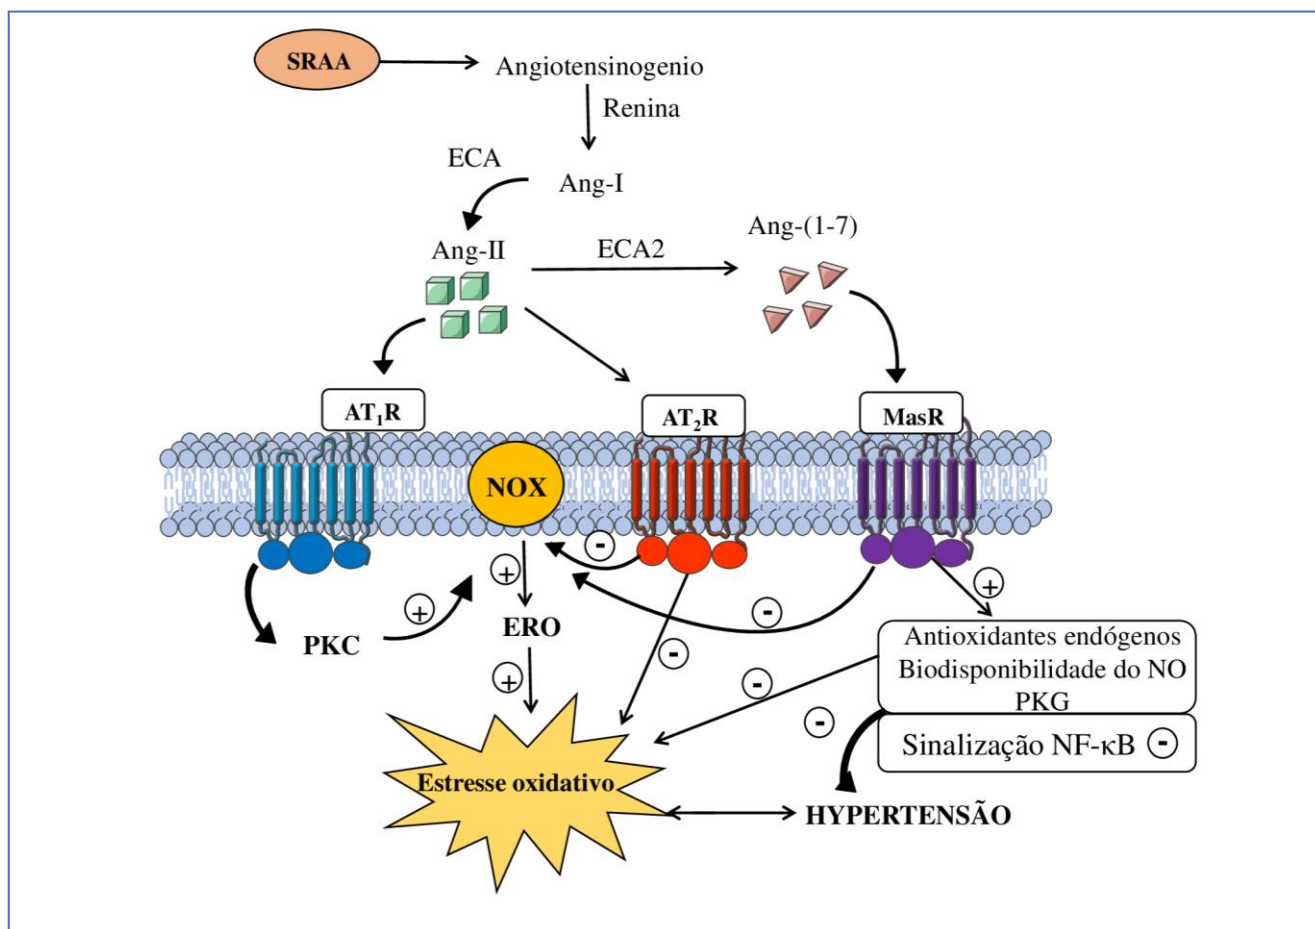 SRAA
Angiotensinogenio
Renina
ECA
Ang-I
Ang-II
ECA2
Ang-(1-7)
AT₁R
AT₂R
MasR
NOX
-
+
+
-
+
ERO
PKC
-
+
-
-
Antioxidantes endógenos
Biodisponibilidade do NO
PKG
-
Sinalização NF-κB -
Estresse oxidativo
HYPERTENSÃO